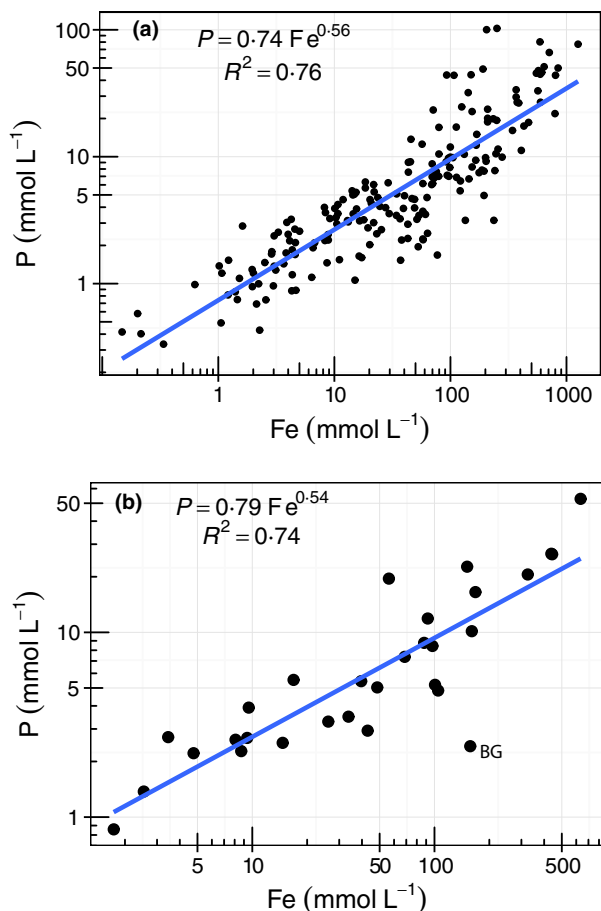 (a)
P = 0·74 Fe^0·56
R² = 0·76
100
50
10
5
1
P (mmol L⁻¹)
1 10 100 1000
Fe (mmol L⁻¹)
(b)
P = 0·79 Fe^0·54
R² = 0·74
50
10
5
1
P (mmol L⁻¹)
BG
5 10 50 100 500
Fe (mmol L⁻¹)